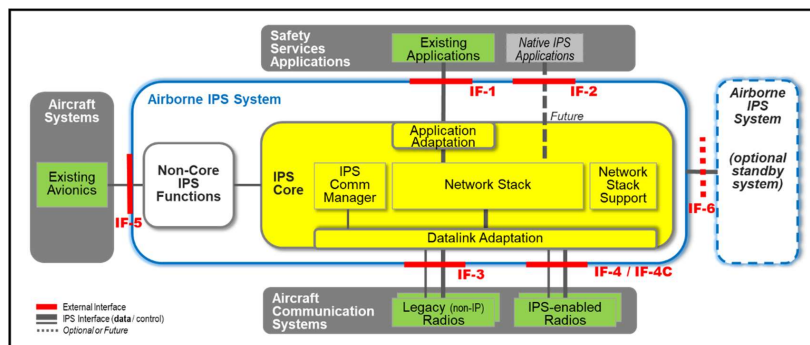 Safety
Services
Applications
Existing
Applications
Native IPS
Applications
IF-1
IF-2
Airborne IPS System
Future
Aircraft
Systems
Existing
Avionics
IF-5
Non-Core
IPS
Functions
IPS
Core
Application
Adaptation
IPS
Comm
Manager
Network Stack
Network
Stack
Support
Datalink Adaptation
IF-6
Airborne
IPS
System
(optional
standby
system)
IF-3
IF-4 / IF-4C
Aircraft
Communication
Systems
Legacy (non-IP)
Radios
IPS-enabled
Radios
External Interface
IPS Interface (data / control)
Optional or Future